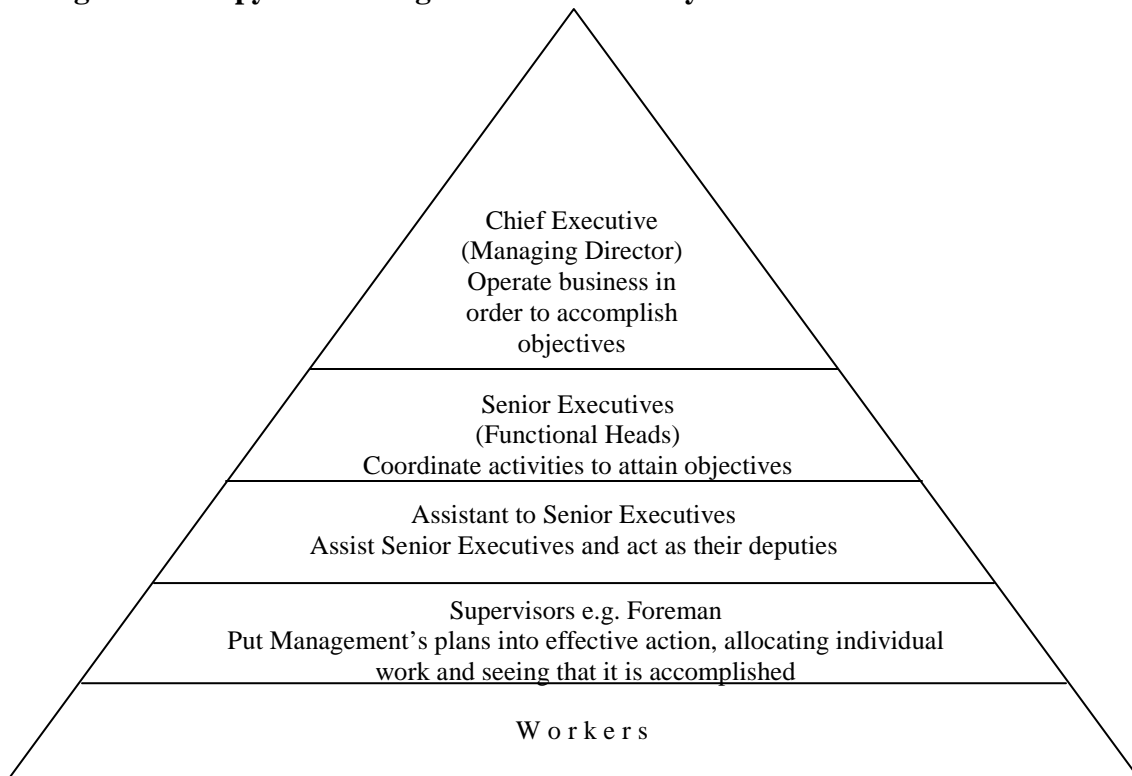 Chief Executive
(Managing Director)
Operate business in
order to accomplish
objectives
Senior Executives
(Functional Heads)
Coordinate activities to attain objectives
Assistant to Senior Executives
Assist Senior Executives and act as their deputies
Supervisors e.g. Foreman
Put Management’s plans into effective action, allocating individual
work and seeing that it is accomplished
W o r k e r s